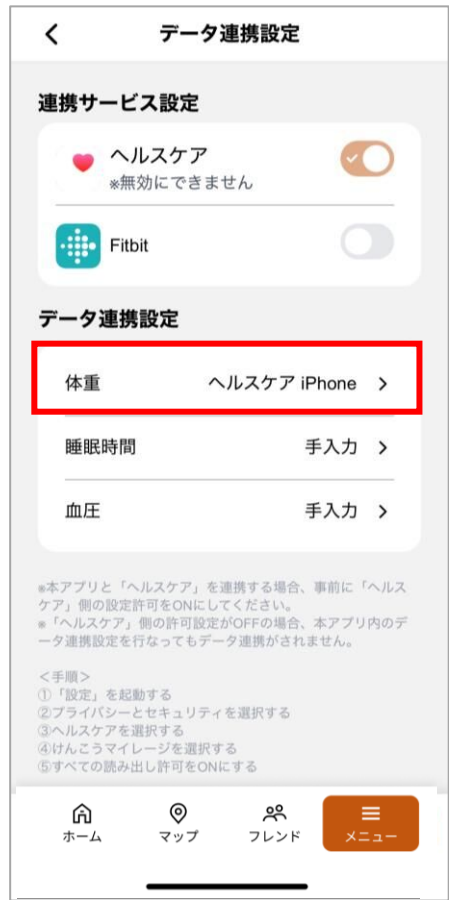 データ連携設定
連携サービス設定
ヘルスケア
※無効にできません
Fitbit
データ連携設定
体重 ヘルスケア iPhone
睡眠時間 手入力
血圧 手入力
※本アプリと「ヘルスケア」を連携する場合、事前に「ヘルス
ケア」側の設定許可をONにしてください。
※「ヘルスケア」側の許可設定がOFFの場合、本アプリ内のデ
ータ連携設定を行なってもデータ連携がされません。
＜手順＞
①「設定」を起動する
②プライバシーとセキュリティを選択する
③ヘルスケアを選択する
④けんこうマイレージを選択する
⑤すべての読み出し許可をONにする
ホーム マップ フレンド メニュー